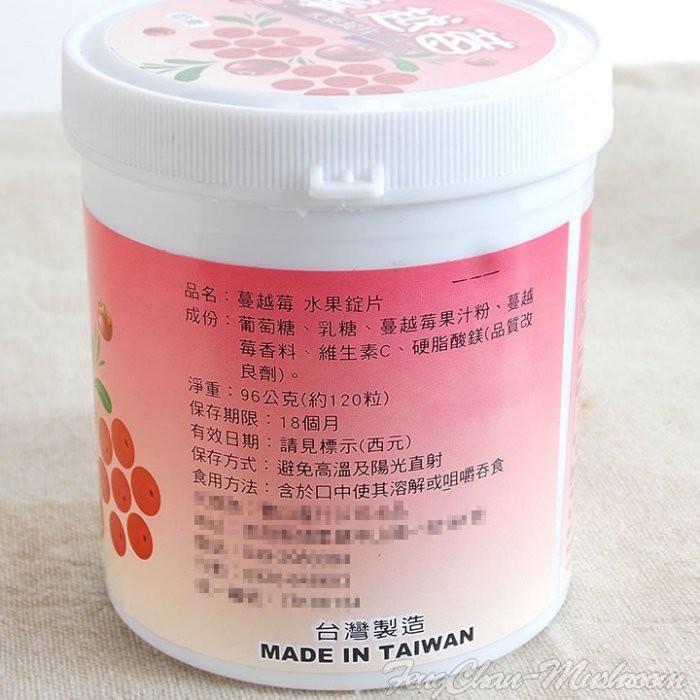 蔓越莓
品名：蔓越莓 水果錠片
成份：葡萄糖、乳糖、蔓越莓果汁粉、蔓越
莓香料、維生素C、硬脂酸鎂(品質改
良劑)。
淨重：96公克(約120粒)
保存期限：18個月
有效日期：請見標示(西元)
保存方式：避免高溫及陽光直射
食用方法：含於口中使其溶解或咀嚼吞食
台灣製造
MADE IN TAIWAN
FongChan-Mushroom